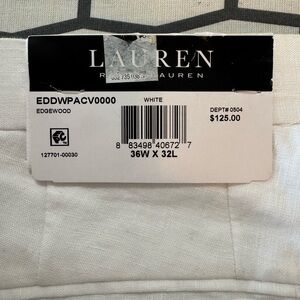 LAUREN
RALPH LAUREN
EDDWPACV0000
EDGEWOOD
WHITE
DEPT# 0504
$125.00
127701-00030
8 83498 40672 7
36W X 32L